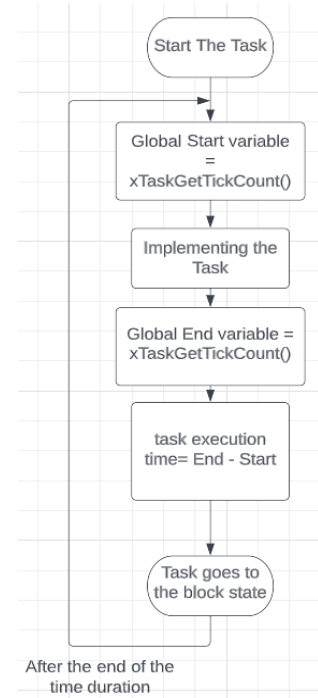 Start The Task
Global Start variable
=
xTaskGetTickCount()
Implementing the
Task
Global End variable =
xTaskGetTickCount()
task execution
time= End - Start
Task goes to
the block state
After the end of the
time duration